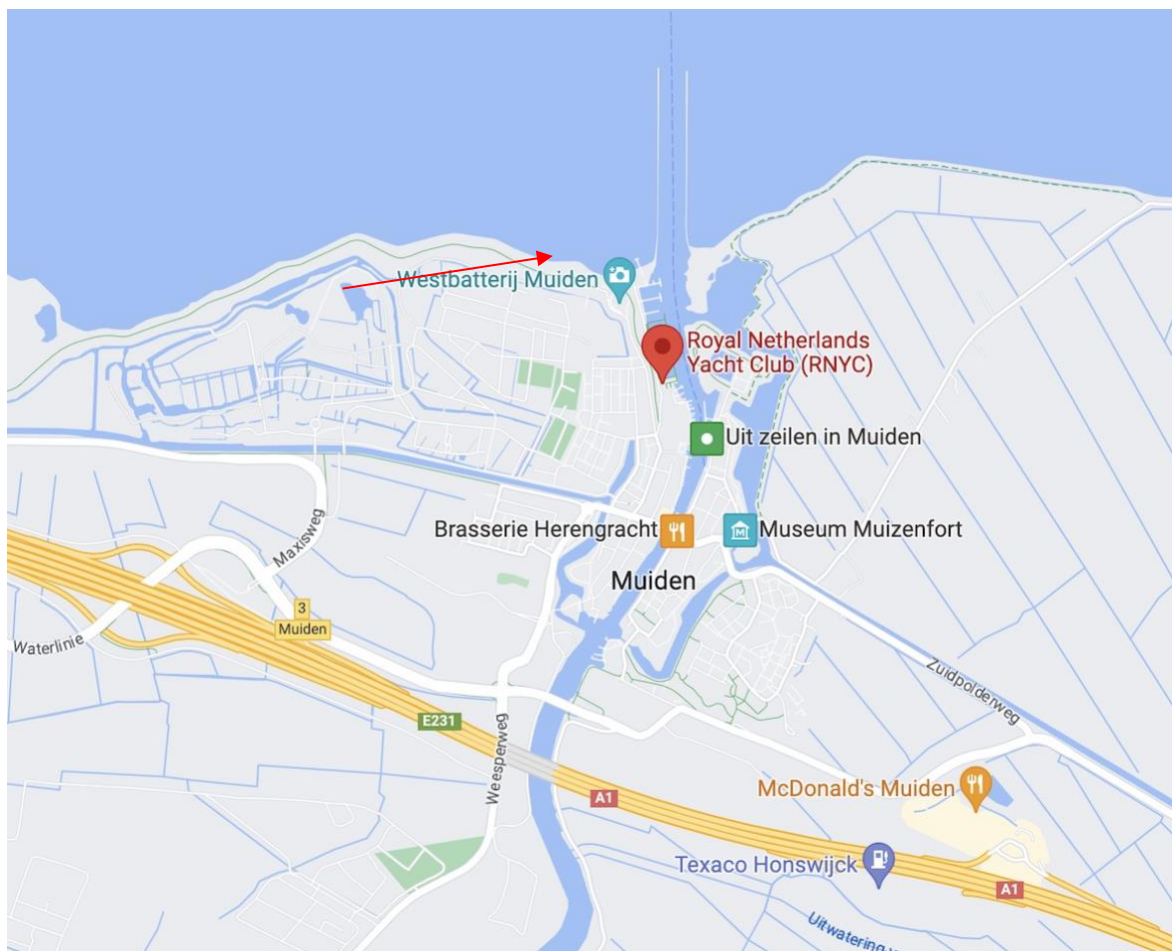 Westbatterij Muiden
Royal Netherlands
Yacht Club (RNYC)
Uit zeilen in Muiden
Braserie Herengracht
Museum Muizenfort
Maxisweg
Muiden
3
Muiden
Waterlinie
Zuidpolderweg
E231
Weesperweg
McDonald's Muiden
A1
Texaco Honswijck
A1
Uitwatering